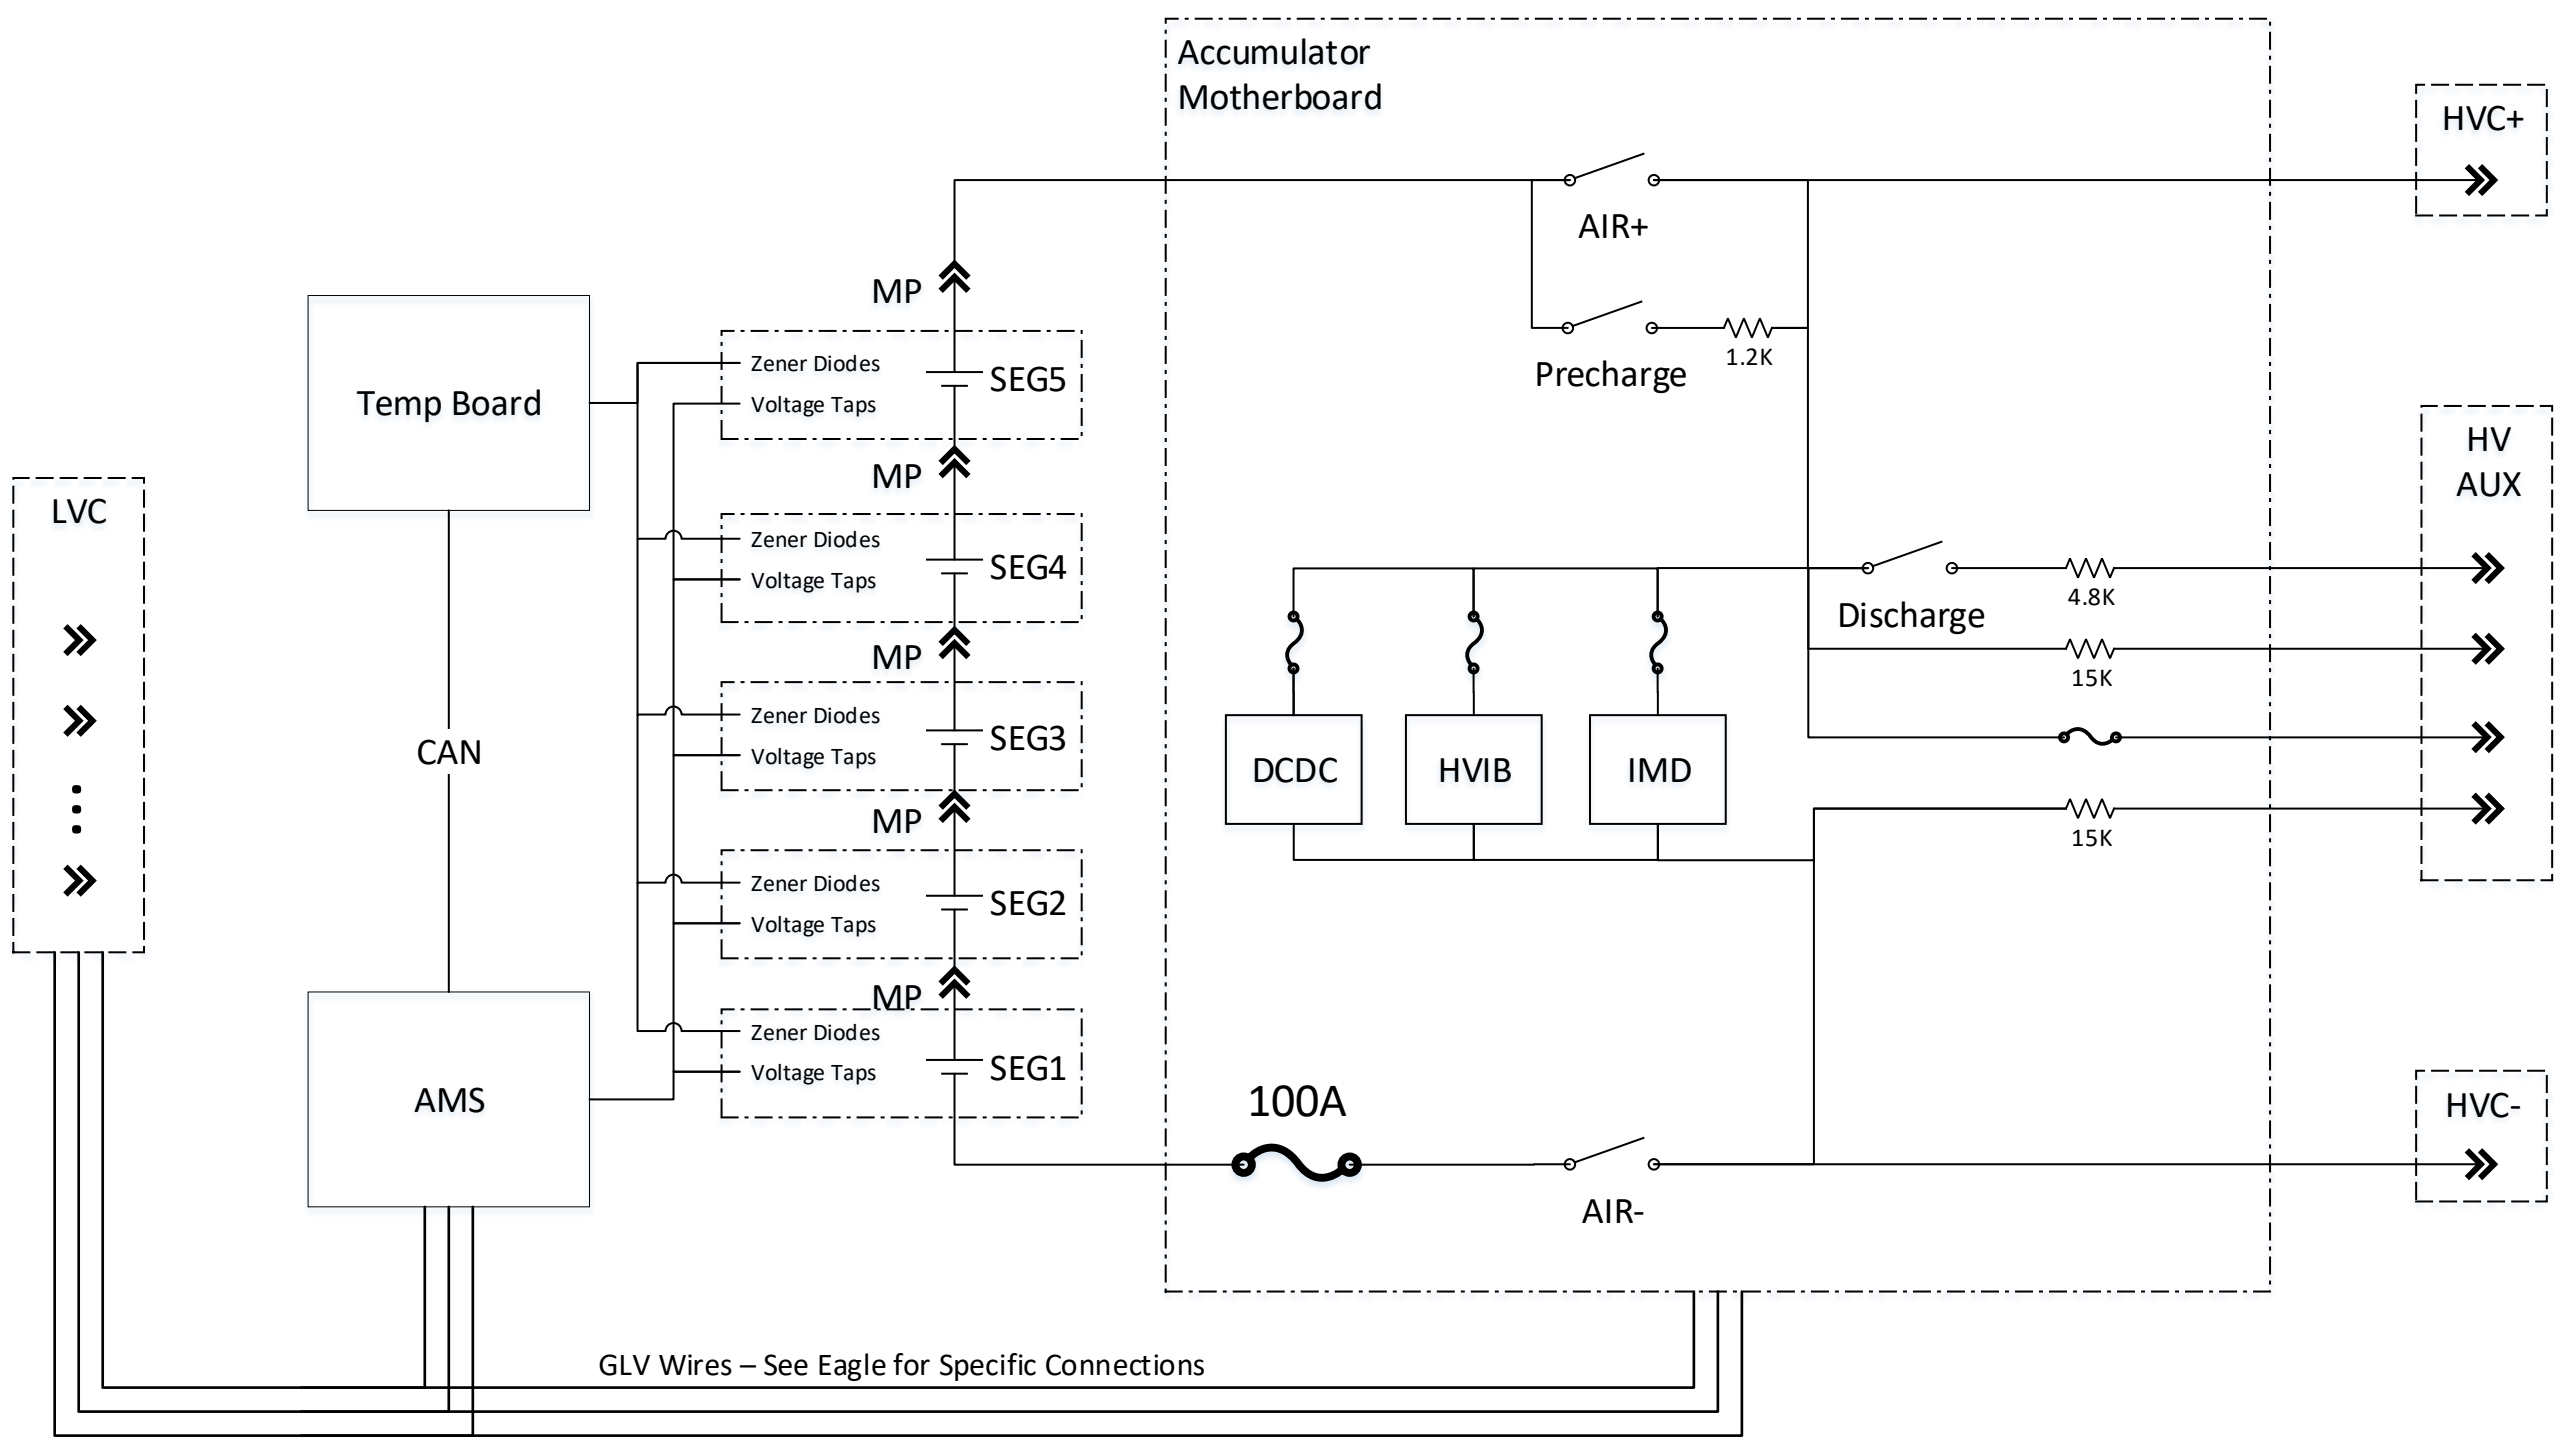 Accumulator
Motherboard
HVC+
AIR+
MP
Precharge
1.2K
Temp Board
Zener Diodes
Voltage Taps
SEG5
HV
AUX
MP
LVC
Zener Diodes
Voltage Taps
SEG4
Discharge
4.8K
MP
15K
CAN
Zener Diodes
Voltage Taps
SEG3
DCDC
HVIB
IMD
MP
15K
Zener Diodes
Voltage Taps
SEG2
MP
Zener Diodes
Voltage Taps
SEG1
AMS
100A
HVC-
AIR-
GLV Wires – See Eagle for Specific Connections